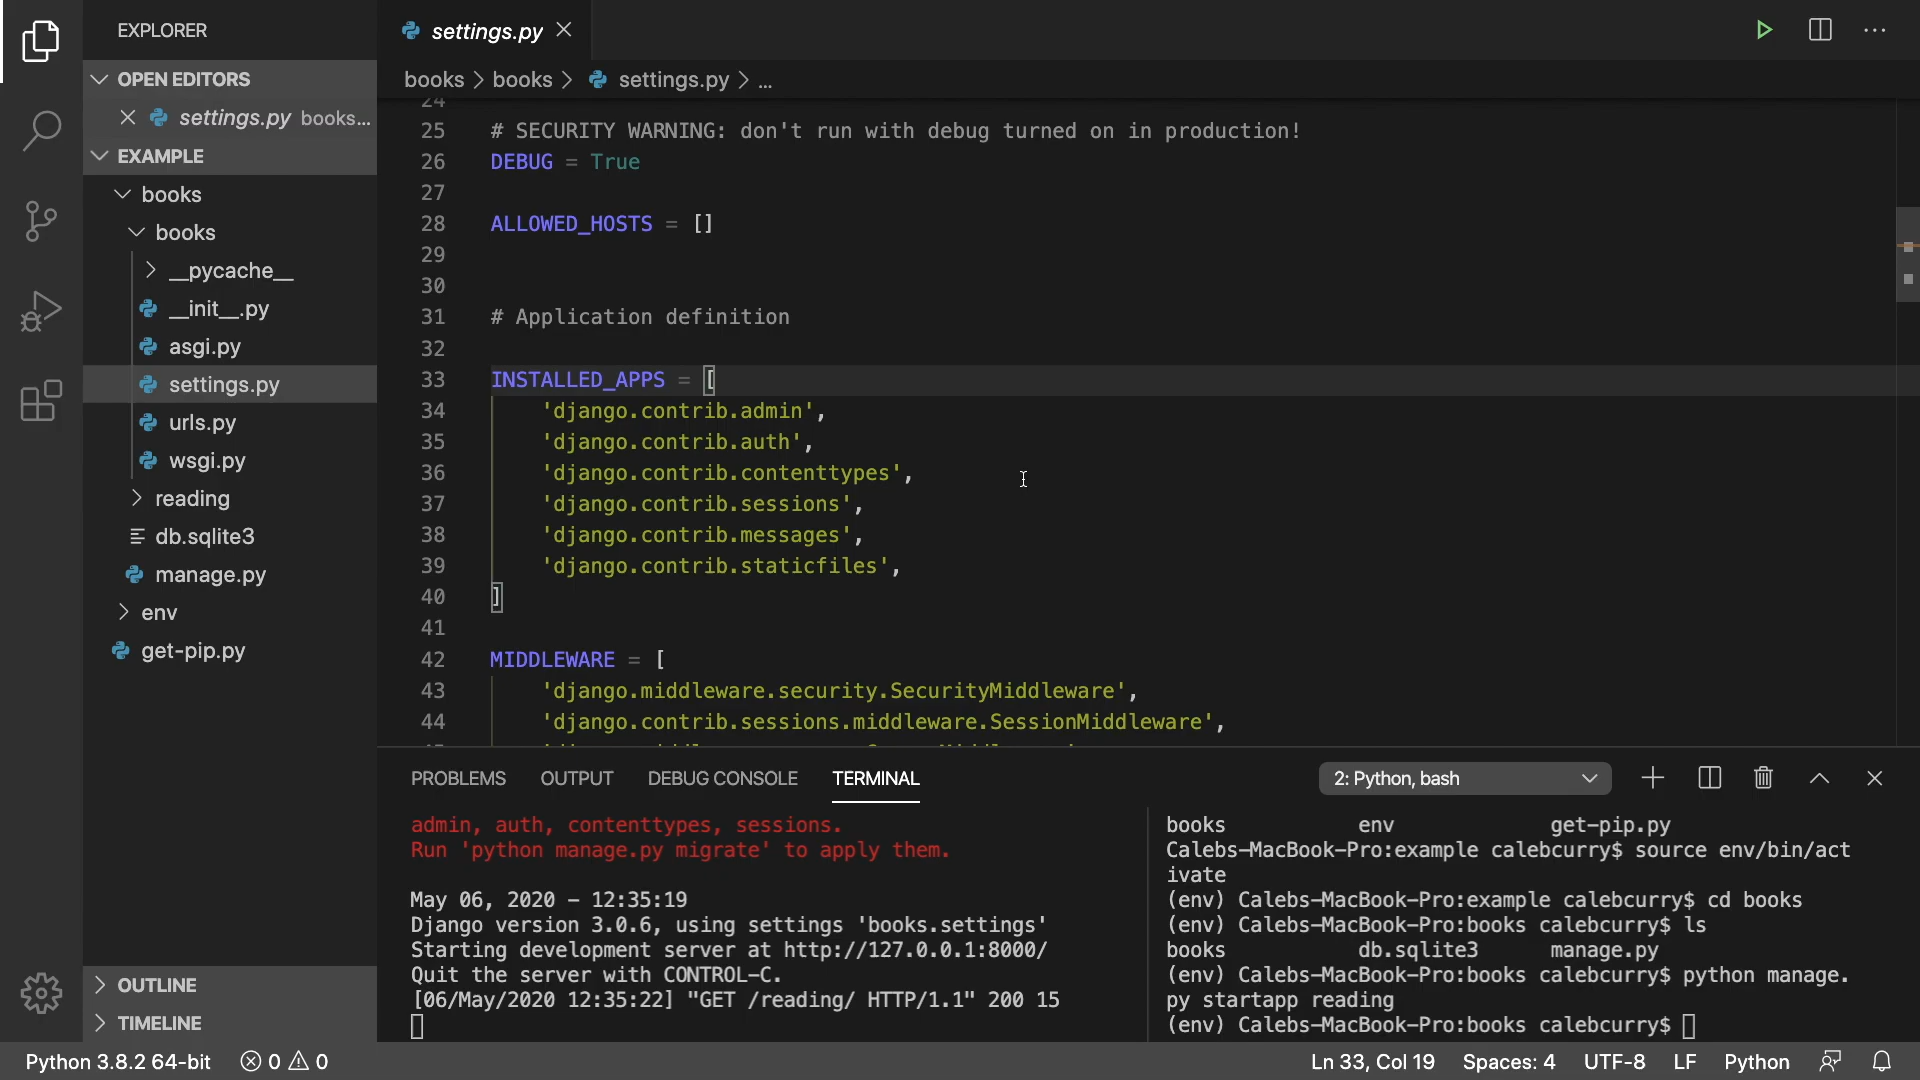 EXPLORER
OPEN EDITORS
settings.py books...
EXAMPLE
books
books
__pycache__
__init__.py
asgi.py
settings.py
urls.py
wsgi.py
reading
db.sqlite3
manage.py
env
get-pip.py
OUTLINE
TIMELINE
settings.py
books > books > settings.py > ...
24
25 # SECURITY WARNING: don't run with debug turned on in production!
26 DEBUG = True
27
28 ALLOWED_HOSTS = []
29
30
31 # Application definition
32
33 INSTALLED_APPS = [
34 'django.contrib.admin',
35 'django.contrib.auth',
36 'django.contrib.contenttypes',
37 'django.contrib.sessions',
38 'django.contrib.messages',
39 'django.contrib.staticfiles',
40 ]
41
42 MIDDLEWARE = [
43 'django.middleware.security.SecurityMiddleware',
44 'django.contrib.sessions.middleware.SessionMiddleware',
PROBLEMS OUTPUT DEBUG CONSOLE TERMINAL
2: Python, bash
admin, auth, contenttypes, sessions.
Run 'python manage.py migrate' to apply them.
May 06, 2020 - 12:35:19
Django version 3.0.6, using settings 'books.settings'
Starting development server at http://127.0.0.1:8000/
Quit the server with CONTROL-C.
[06/May/2020 12:35:22] "GET /reading/ HTTP/1.1" 200 15
books env get-pip.py
Calebs-MacBook-Pro:example calebcurry$ source env/bin/act
ivate
(env) Calebs-MacBook-Pro:example calebcurry$ cd books
(env) Calebs-MacBook-Pro:books calebcurry$ ls
books db.sqlite3 manage.py
(env) Calebs-MacBook-Pro:books calebcurry$ python manage.
py startapp reading
(env) Calebs-MacBook-Pro:books calebcurry$
Python 3.8.2 64-bit 0 0
Ln 33, Col 19 Spaces: 4 UTF-8 LF Python